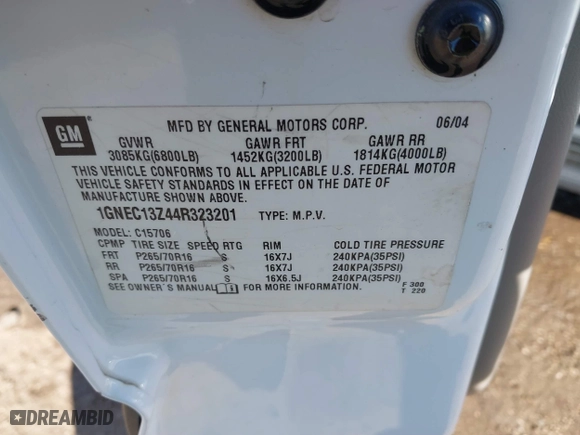 GM
MFD BY GENERAL MOTORS CORP. 06/04
GVWR GAWR FRT GAWR RR
3085KG(6800LB) 1452KG(3200LB) 1814KG(4000LB)
THIS VEHICLE CONFORMS TO ALL APPLICABLE U.S. FEDERAL MOTOR
VEHICLE SAFETY STANDARDS IN EFFECT ON THE DATE OF
MANUFACTURE SHOWN ABOVE.
1GNEC13Z44R323201 TYPE: M.P.V.
MODEL: C15706
CPMP TIRE SIZE SPEED RTG RIM COLD TIRE PRESSURE
FRT P265/70R16 S 16X7J 240KPA(35PSI)
RR P265/70R16 S 16X7J 240KPA(35PSI)
SPA P265/70R16 S 16X6.5J 240KPA(35PSI)
SEE OWNER'S MANUAL FOR MORE INFORMATION. F 300
T 220
DREAMBID